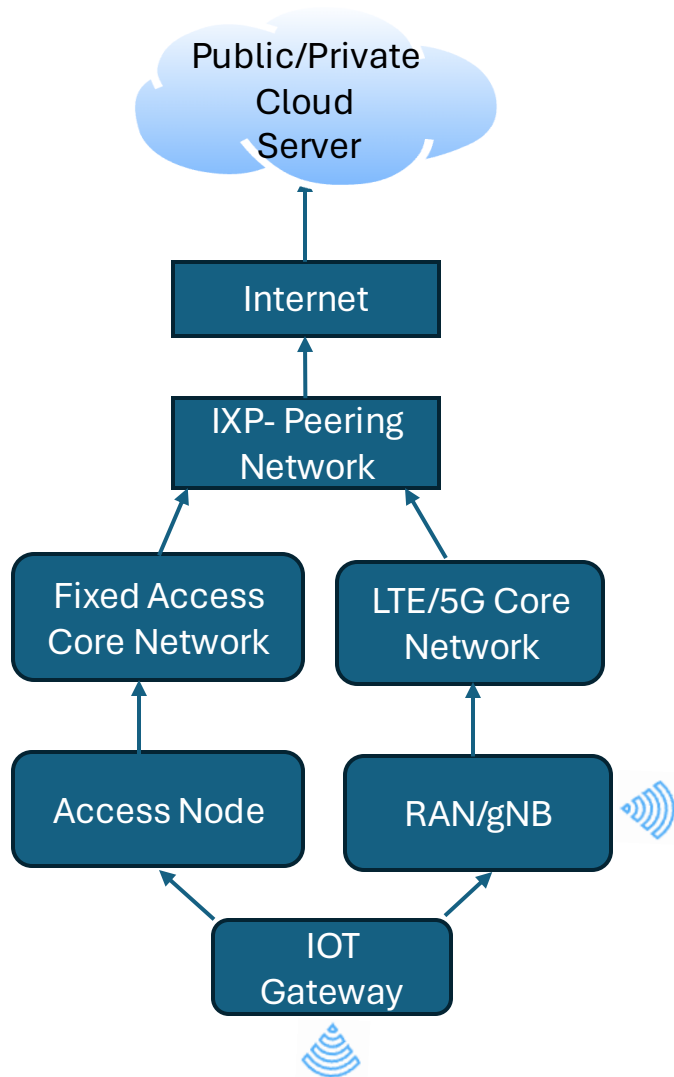 Public/Private
Cloud
Server
Internet
IXP- Peering
Network
Fixed Access
Core Network
LTE/5G Core
Network
Access Node
RAN/gNB
IOT
Gateway